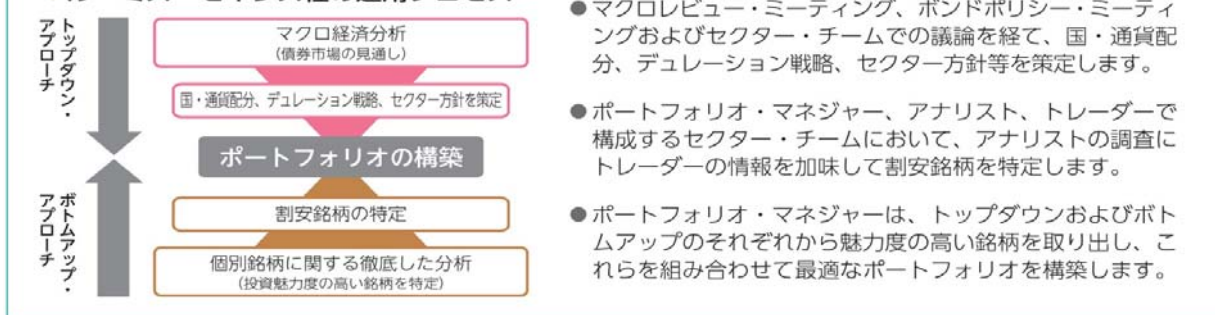 トップダウン・
アプローチ
マクロ経済分析
(債券市場の見通し)
国・通貨配分、デュレーション戦略、セクター方針を策定
ポートフォリオの構築
割安銘柄の特定
個別銘柄に関する徹底した分析
(投資魅力度の高い銘柄を特定)
ボトムアップ・
アプローチ
●マクロレビュー・ミーティング、ボンドポリシー・ミーティ
ングおよびセクター・チームでの議論を経て、国・通貨配
分、デュレーション戦略、セクター方針等を策定します。
●ポートフォリオ・マネジャー、アナリスト、トレーダーで
構成するセクター・チームにおいて、アナリストの調査に
トレーダーの情報を加味して割安銘柄を特定します。
●ポートフォリオ・マネジャーは、トップダウンおよびボト
ムアップのそれぞれから魅力度の高い銘柄を取り出し、こ
れらを組み合わせて最適なポートフォリオを構築します。